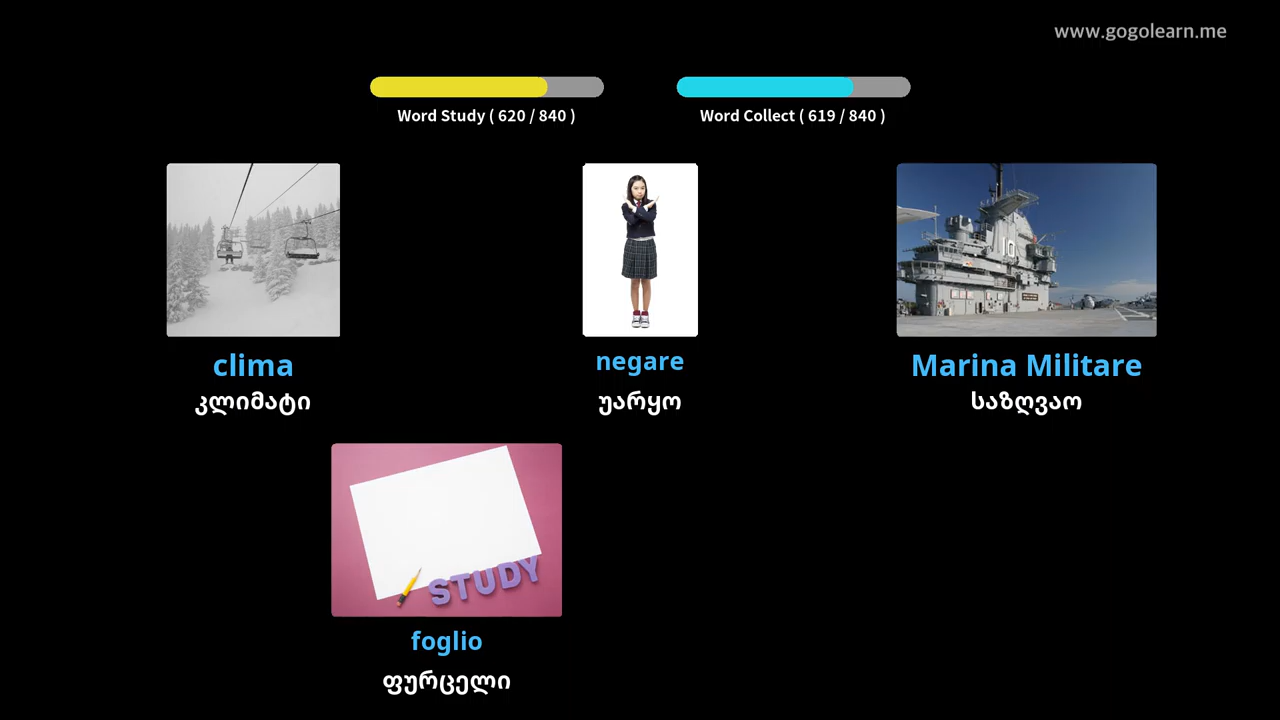 www.gogolearn.me
Word Study ( 620 / 840 )
Word Collect ( 619 / 840 )
10
clima
კლიმატი
negare
უარყო
Marina Militare
საზღვაო
STUDY
foglio
ფურცელი